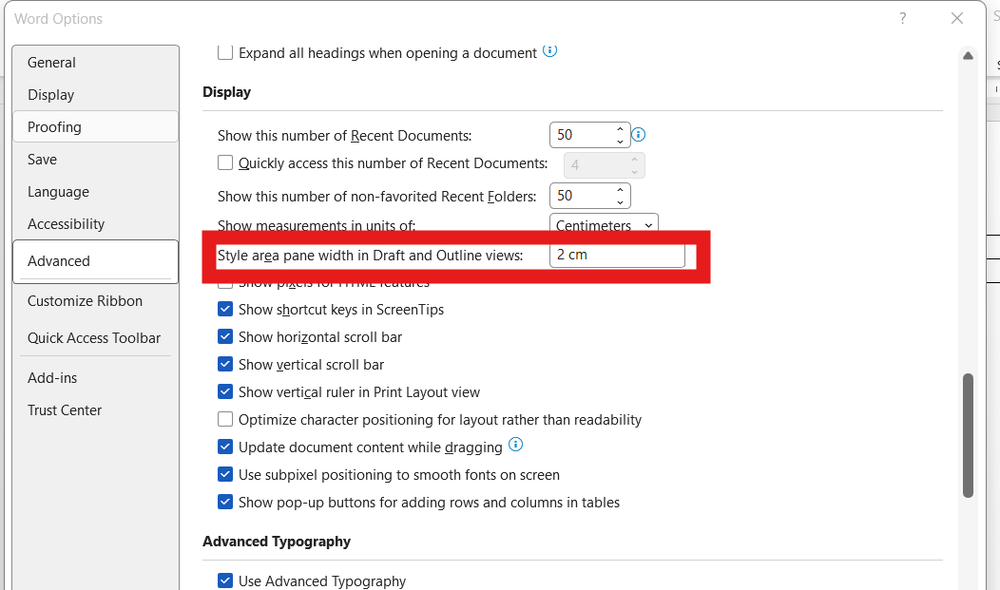 Word Options
?
General
Display
Proofing
Save
Language
Accessibility
Advanced
Customize Ribbon
Quick Access Toolbar
Add-ins
Trust Center
Expand all headings when opening a document
Display
Show this number of Recent Documents: 50
Quickly access this number of Recent Documents: 4
Show this number of non-favorited Recent Folders: 50
Show measurements in units of: Centimeters
Style area pane width in Draft and Outline views: 2 cm
Show pixels for HTML features
Show shortcut keys in ScreenTips
Show horizontal scroll bar
Show vertical scroll bar
Show vertical ruler in Print Layout view
Optimize character positioning for layout rather than readability
Update document content while dragging
Use subpixel positioning to smooth fonts on screen
Show pop-up buttons for adding rows and columns in tables
Advanced Typography
Use Advanced Typography